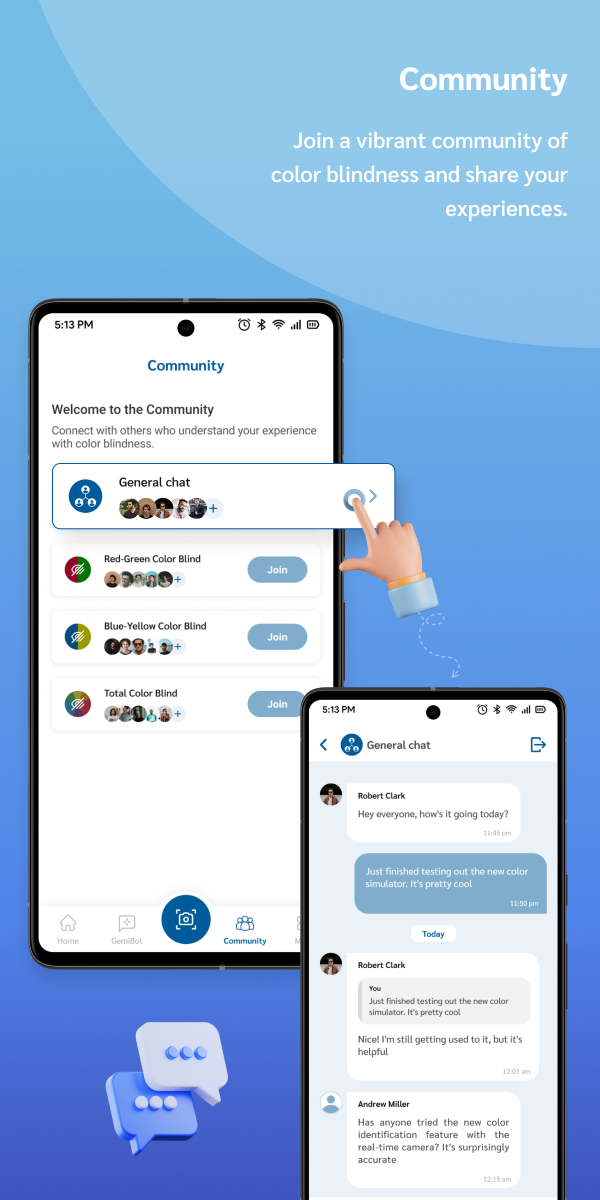 Community
Join a vibrant community of
color blindness and share your
experiences.
5:13 PM
Community
Welcome to the Community
Connect with others who understand your experience
with color blindness.
General chat
+
Red-Green Color Blind
+
Join
Blue-Yellow Color Blind
+
Join
Total Color Blind
+
Join
Home
GemiBot
Community
M
5:13 PM
General chat
Robert Clark
Hey everyone, how's it going today?
11:45 pm
Just finished testing out the new color
simulator. It's pretty cool
11:50 pm
Today
Robert Clark
You
Just finished testing out the new color
simulator. It's pretty cool
Nice! I'm still getting used to it, but it's
helpful
12:01 am
Andrew Miller
Has anyone tried the new color
identification feature with the
real-time camera? It's surprisingly
accurate
12:15 am